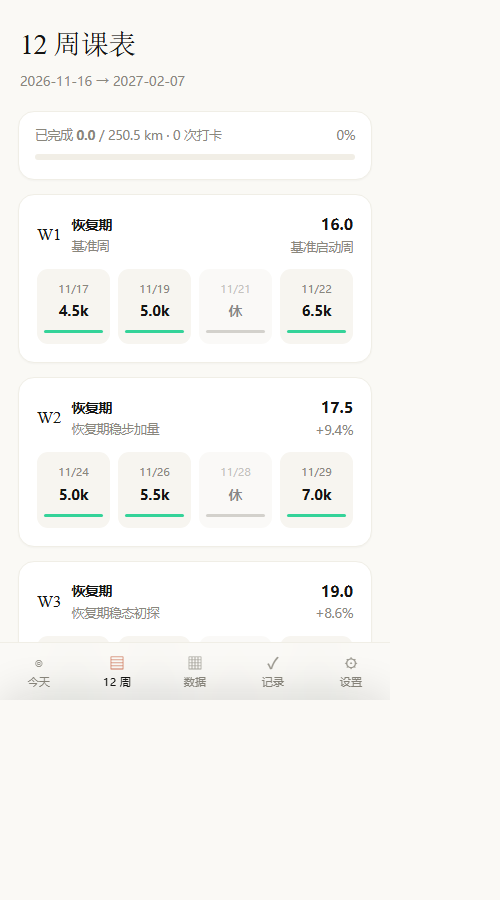 12 周课表
2026-11-16 → 2027-02-07
已完成 0.0 / 250.5 km · 0 次打卡 0%
W1 恢复期 16.0
基准周 基准启动周
11/17 11/19 11/21 11/22
4.5k 5.0k 休 6.5k
W2 恢复期 17.5
恢复期稳步加量 +9.4%
11/24 11/26 11/28 11/29
5.0k 5.5k 休 7.0k
W3 恢复期 19.0
恢复期稳态初探 +8.6%
今天 12 周 数据 记录 设置